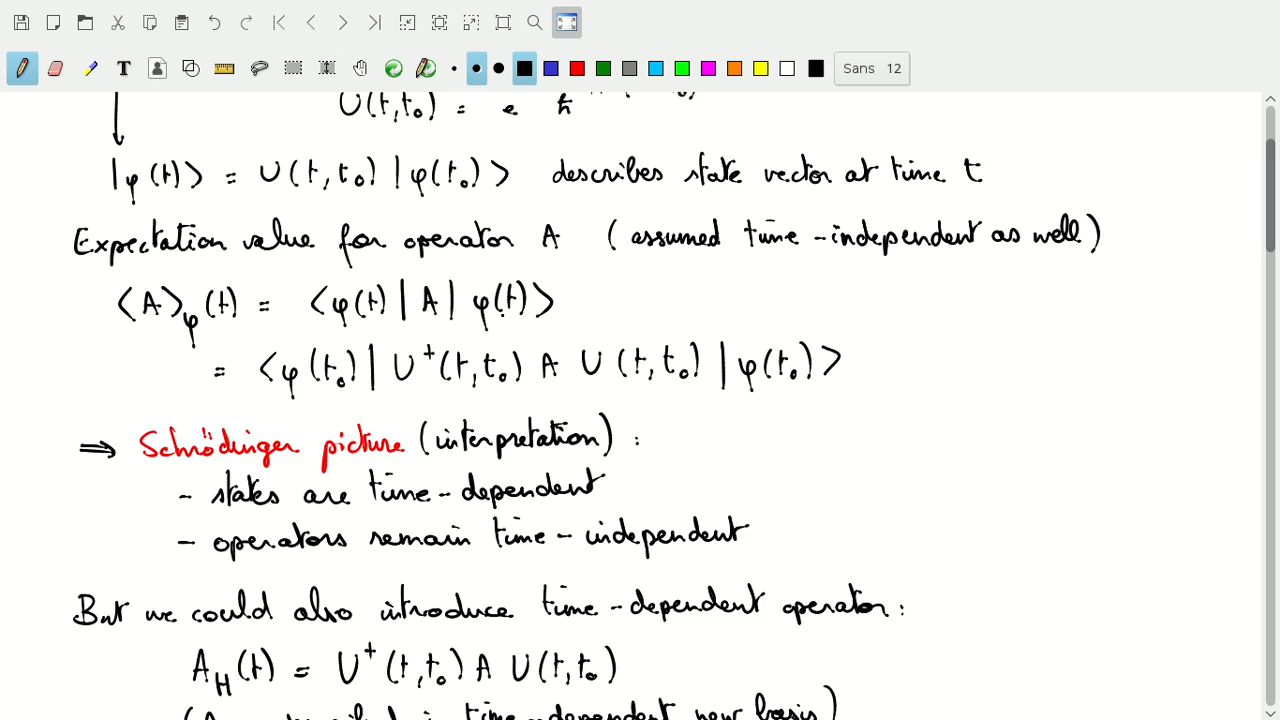 T
Sans 12
U(t,t₀) = e ħ
|φ(t)> = U(t,t₀) |φ(t₀)> describes state vector at time t
Expectation value for operator A (assumed time-independent as well)
<A>φ(t) = <φ(t)|A|φ(t)>
= <φ(t₀)|U⁺(t,t₀) A U(t,t₀)|φ(t₀)>
⇒ Schrödinger picture (interpretation) :
- states are time-dependent
- operators remain time-independent
But we could also introduce time-dependent operator :
A_H(t) = U⁺(t,t₀) A U(t,t₀)
in time-dependent new basis)